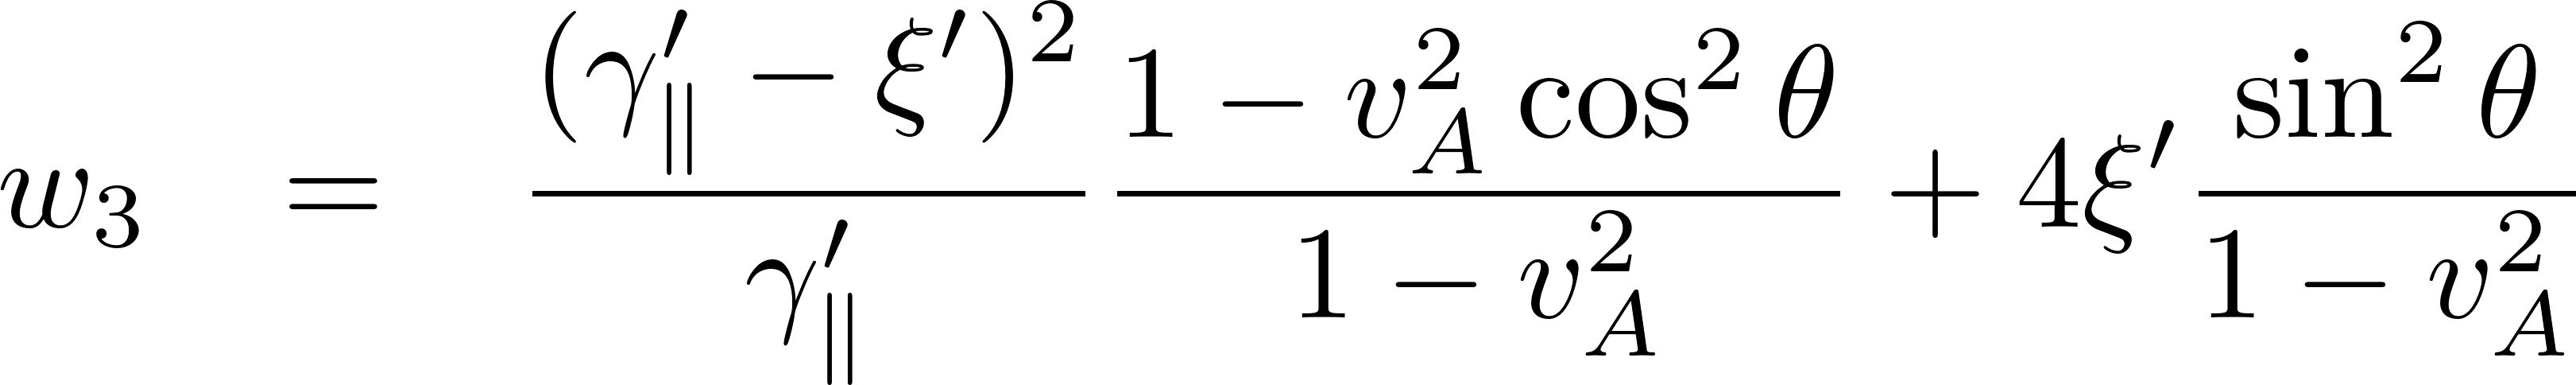 w_3 = \frac{(\gamma'_{\parallel} - \xi')^2}{\gamma'_{\parallel}} \frac{1 - v_A^2 \cos^2 \theta}{1 - v_A^2} + 4\xi' \frac{\sin^2 \theta}{1 - v_A^2}